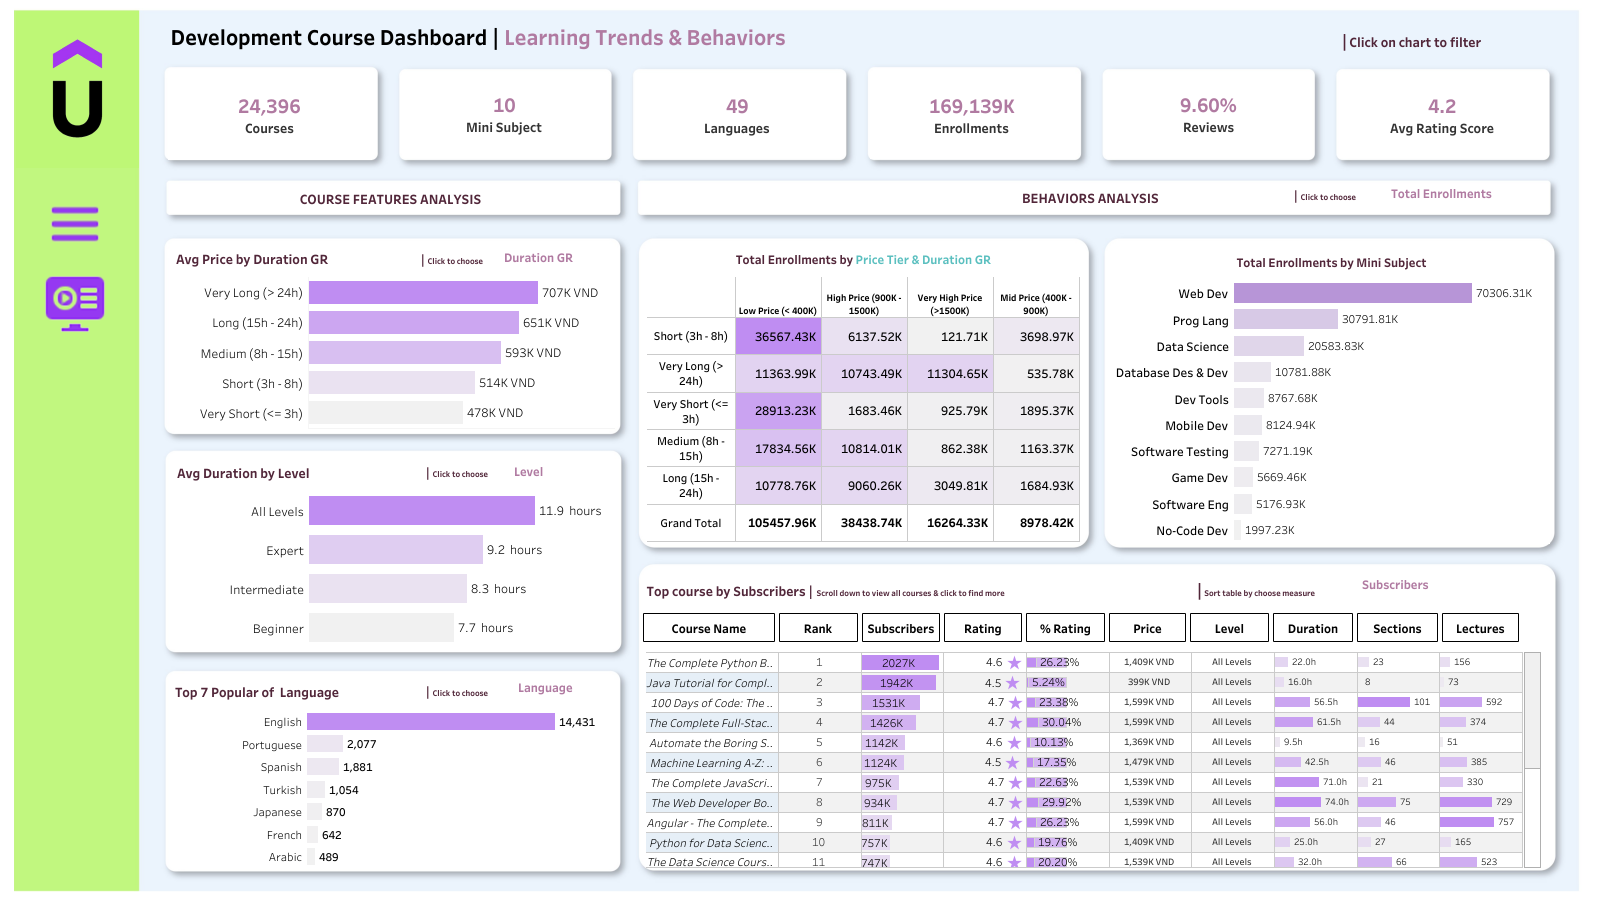 Development Course Dashboard | Learning Trends & Behaviors
| Click on chart to filter
24,396
Courses
10
Mini Subject
49
Languages
169,139K
Enrollments
9.60%
Reviews
4.2
Avg Rating Score
COURSE FEATURES ANALYSIS
BEHAVIORS ANALYSIS
| Click to choose
Total Enrollments
Avg Price by Duration GR
| Click to choose
Duration GR
Very Long (> 24h) 707K VND
Long (15h - 24h) 651K VND
Medium (8h - 15h) 593K VND
Short (3h - 8h) 514K VND
Very Short (<= 3h) 478K VND
Avg Duration by Level
| Click to choose
Level
All Levels 11.9 hours
Expert 9.2 hours
Intermediate 8.3 hours
Beginner 7.7 hours
Top 7 Popular of Language
| Click to choose
Language
English 14,431
Portuguese 2,077
Spanish 1,881
Turkish 1,054
Japanese 870
French 642
Arabic 489
Total Enrollments by Price Tier & Duration GR
Low Price (< 400K)
High Price (900K -
1500K)
Very High Price
(>1500K)
Mid Price (400K -
900K)
Short (3h - 8h) 36567.43K 6137.52K 121.71K 3698.97K
Very Long (>
24h) 11363.99K 10743.49K 11304.65K 535.78K
Very Short (<=
3h) 28913.23K 1683.46K 925.79K 1895.37K
Medium (8h -
15h) 17834.56K 10814.01K 862.38K 1163.37K
Long (15h -
24h) 10778.76K 9060.26K 3049.81K 1684.93K
Grand Total 105457.96K 38438.74K 16264.33K 8978.42K
Total Enrollments by Mini Subject
Web Dev 70306.31K
Prog Lang 30791.81K
Data Science 20583.83K
Database Des & Dev 10781.88K
Dev Tools 8767.68K
Mobile Dev 8124.94K
Software Testing 7271.19K
Game Dev 5669.46K
Software Eng 5176.93K
No-Code Dev 1997.23K
Top course by Subscribers | Scroll down to view all courses & click to find more
| Sort table by choose measure
Subscribers
Course Name Rank Subscribers Rating % Rating Price Level Duration Sections Lectures
The Complete Python B.. 1 2027K 4.6 ★ 26.23% 1,409K VND All Levels 22.0h 23 156
Java Tutorial for Compl.. 2 1942K 4.5 ★ 5.24% 399K VND All Levels 16.0h 8 73
100 Days of Code: The .. 3 1531K 4.7 ★ 23.38% 1,599K VND All Levels 56.5h 101 592
The Complete Full-Stac.. 4 1426K 4.7 ★ 30.04% 1,599K VND All Levels 61.5h 44 374
Automate the Boring S.. 5 1142K 4.6 ★ 10.13% 1,369K VND All Levels 9.5h 16 51
Machine Learning A-Z: .. 6 1124K 4.5 ★ 17.35% 1,479K VND All Levels 42.5h 46 385
The Complete JavaScri.. 7 975K 4.7 ★ 22.63% 1,539K VND All Levels 71.0h 21 330
The Web Developer Bo.. 8 934K 4.7 ★ 29.92% 1,539K VND All Levels 74.0h 75 729
Angular - The Complete.. 9 811K 4.7 ★ 26.23% 1,599K VND All Levels 56.0h 46 757
Python for Data Scienc.. 10 757K 4.6 ★ 19.76% 1,409K VND All Levels 25.0h 27 165
The Data Science Cours.. 11 747K 4.6 ★ 20.20% 1,539K VND All Levels 32.0h 66 523